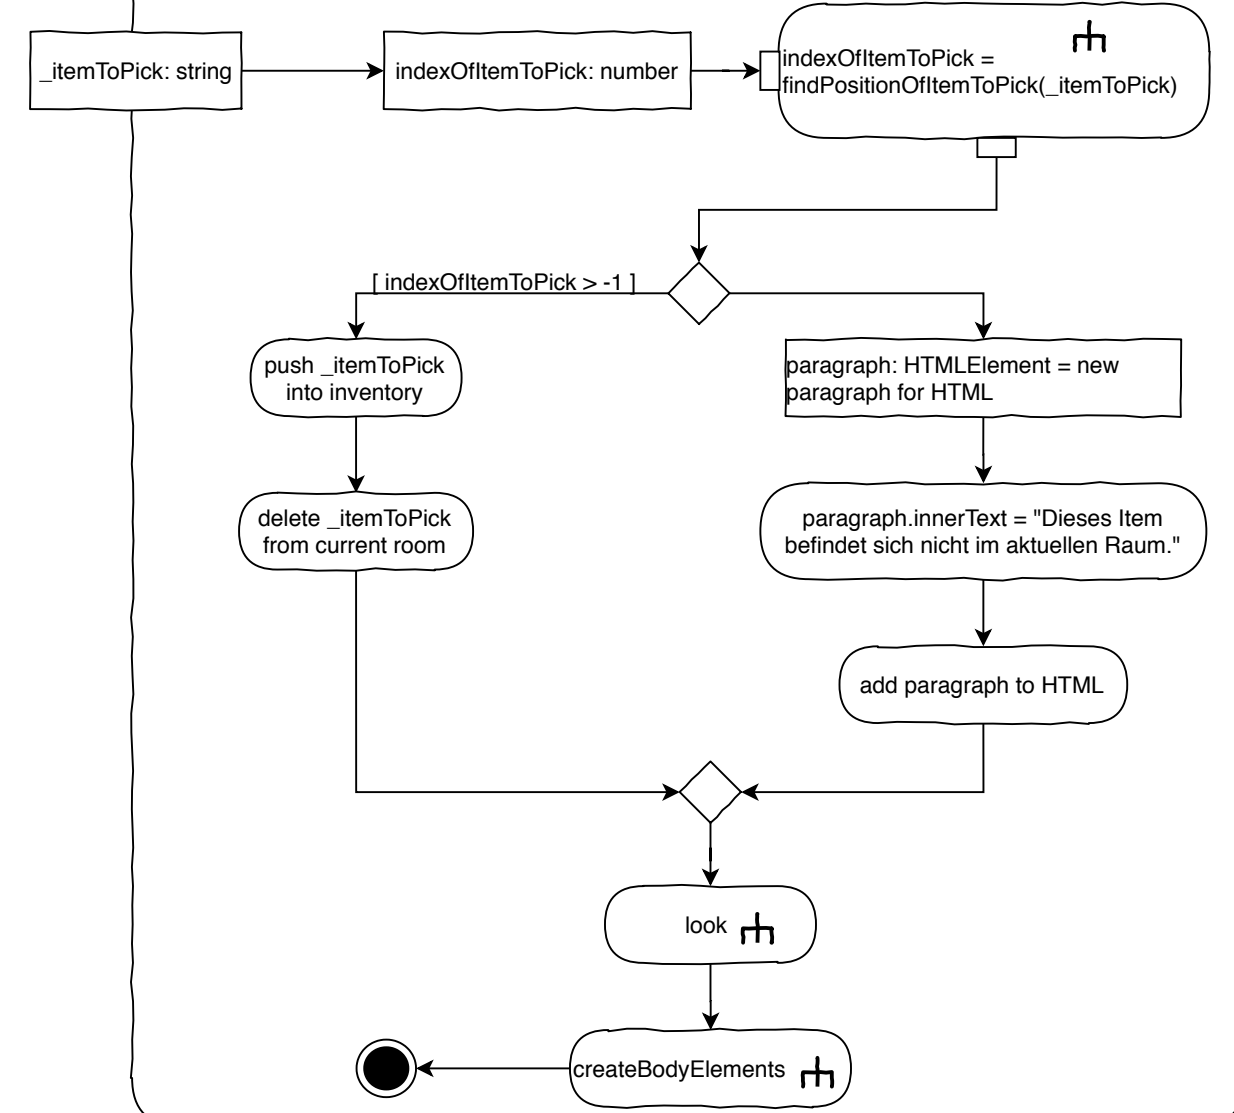 _itemToPick: string
indexOfItemToPick: number
indexOfItemToPick =
findPositionOfItemToPick(_itemToPick)
[ indexOfItemToPick > -1 ]
push _itemToPick
into inventory
paragraph: HTMLElement = new
paragraph for HTML
delete _itemToPick
from current room
paragraph.innerText = "Dieses Item
befindet sich nicht im aktuellen Raum."
add paragraph to HTML
look
createBodyElements